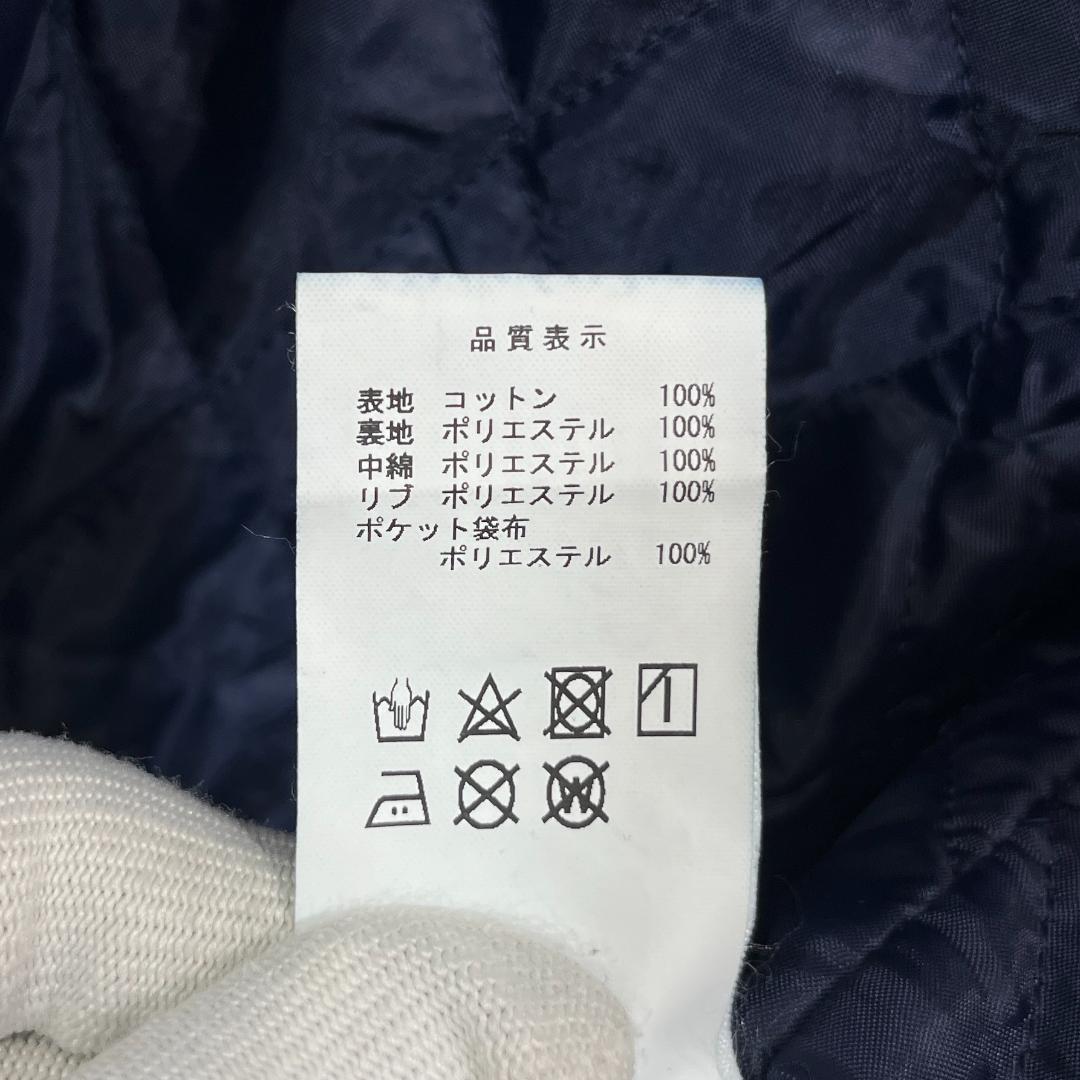 品質表示
表地 コットン 100%
裏地 ポリエステル 100%
中綿 ポリエステル 100%
リブ ポリエステル 100%
ポケット袋布
ポリエステル 100%
W